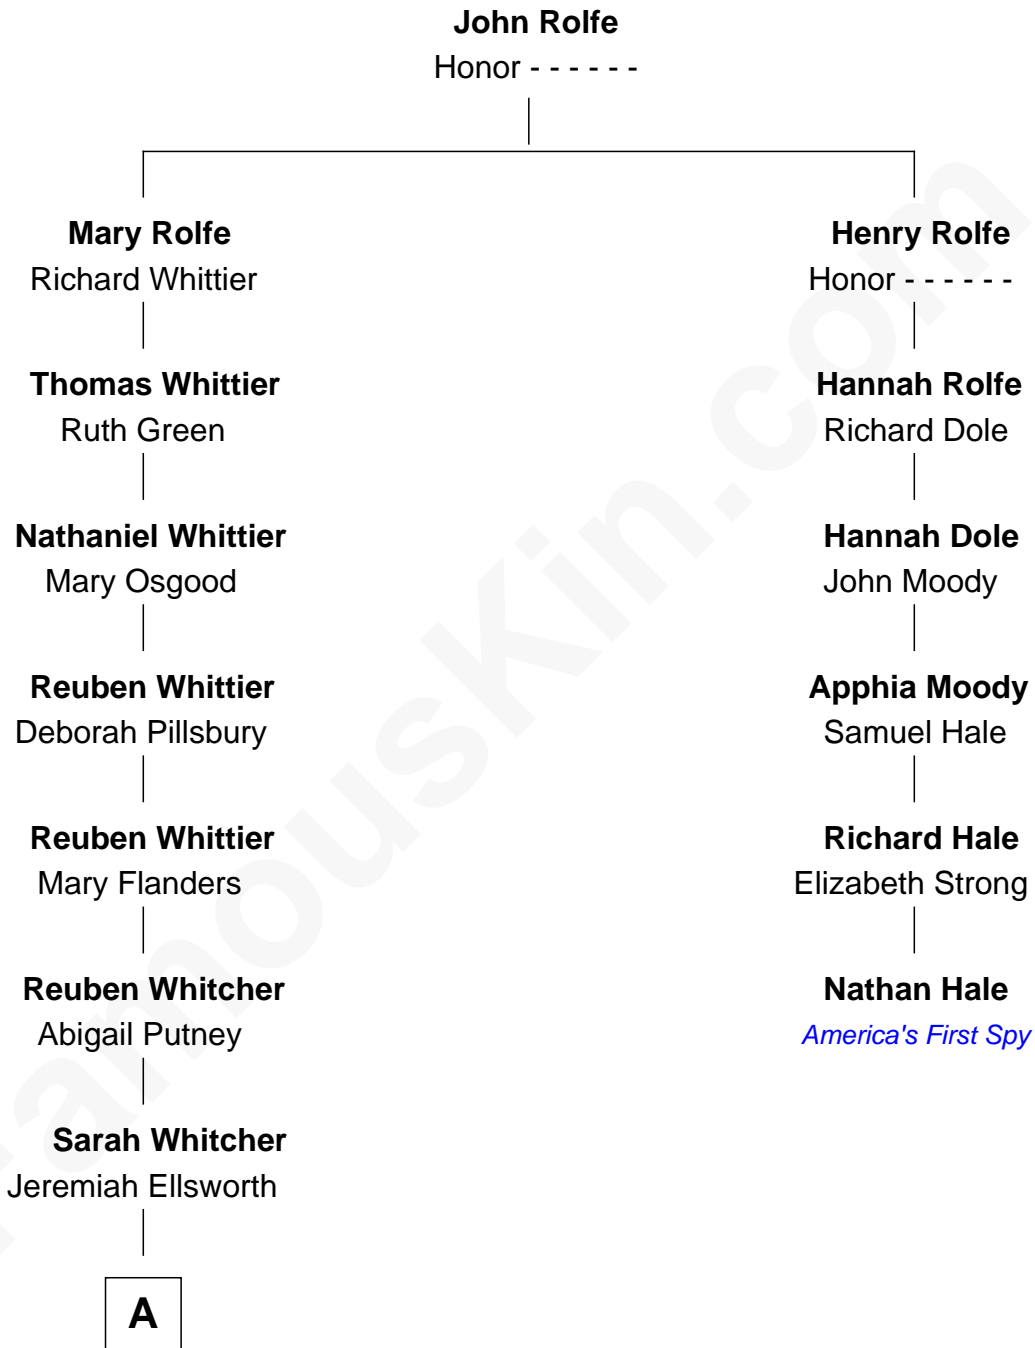 John Rolfe
Honor - - - - - -
Mary Rolfe
Richard Whittier
Henry Rolfe
Honor - - - - - -
Thomas Whittier
Ruth Green
Hannah Rolfe
Richard Dole
Nathaniel Whittier
Mary Osgood
Hannah Dole
John Moody
Reuben Whittier
Deborah Pillsbury
Apphia Moody
Samuel Hale
Reuben Whittier
Mary Flanders
Richard Hale
Elizabeth Strong
Reuben Whitcher
Abigail Putney
Nathan Hale
America's First Spy
Sarah Whitcher
Jeremiah Ellsworth
A
FamousKin.com